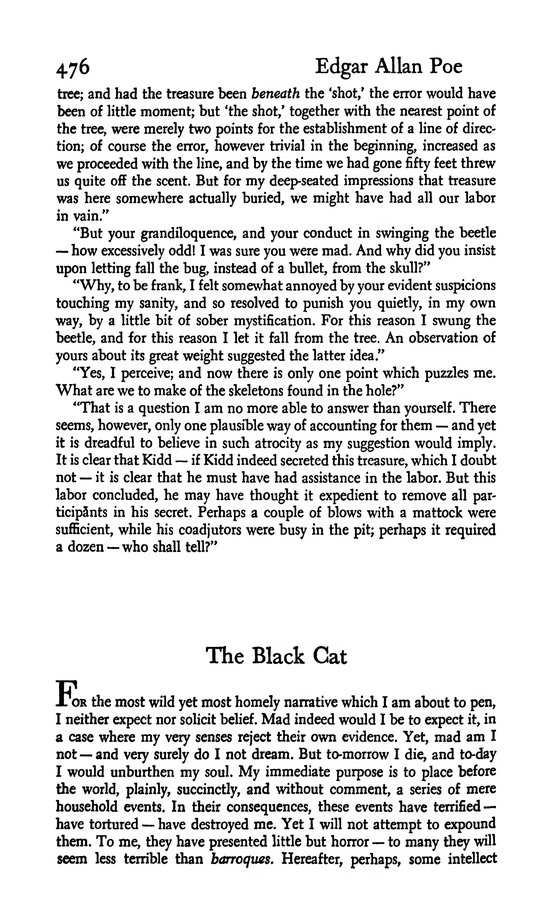 476 Edgar Allan Poe
tree; and had the treasure been beneath the ‘shot,’ the error would have
been of little moment; but ‘the shot,’ together with the nearest point of
the tree, were merely two points for the establishment of a line of direc-
tion; of course the error, however trivial in the beginning, increased as
we proceeded with the line, and by the time we had gone fifty feet threw
us quite off the scent. But for my deep-seated impressions that treasure
was here somewhere actually buried, we might have had all our labor
in vain.”
“But your grandiloquence, and your conduct in swinging the beetle
— how excessively odd! I was sure you were mad. And why did you insist
upon letting fall the bug, instead of a bullet, from the skull?”
“Why, to be frank, I felt somewhat annoyed by your evident suspicions
touching my sanity, and so resolved to punish you quietly, in my own
way, by a little bit of sober mystification. For this reason I swung the
beetle, and for this reason I let it fall from the tree. An observation of
yours about its great weight suggested the latter idea.”
“Yes, I perceive; and now there is only one point which puzzles me.
What are we to make of the skeletons found in the hole?”
“That is a question I am no more able to answer than yourself. There
seems, however, only one plausible way of accounting for them — and yet
it is dreadful to believe in such atrocity as my suggestion would imply.
It is clear that Kidd — if Kidd indeed secreted this treasure, which I doubt
not — it is clear that he must have had assistance in the labor. But this
labor concluded, he may have thought it expedient to remove all par-
ticipants in his secret. Perhaps a couple of blows with a mattock were
sufficient, while his coadjutors were busy in the pit; perhaps it required
a dozen — who shall tell?”
The Black Cat
For the most wild yet most homely narrative which I am about to pen,
I neither expect nor solicit belief. Mad indeed would I be to expect it, in
a case where my very senses reject their own evidence. Yet, mad am I
not — and very surely do I not dream. But to-morrow I die, and to-day
I would unburthen my soul. My immediate purpose is to place before
the world, plainly, succinctly, and without comment, a series of mere
household events. In their consequences, these events have terrified —
have tortured — have destroyed me. Yet I will not attempt to expound
them. To me, they have presented little but horror — to many they will
seem less terrible than barroques. Hereafter, perhaps, some intellect